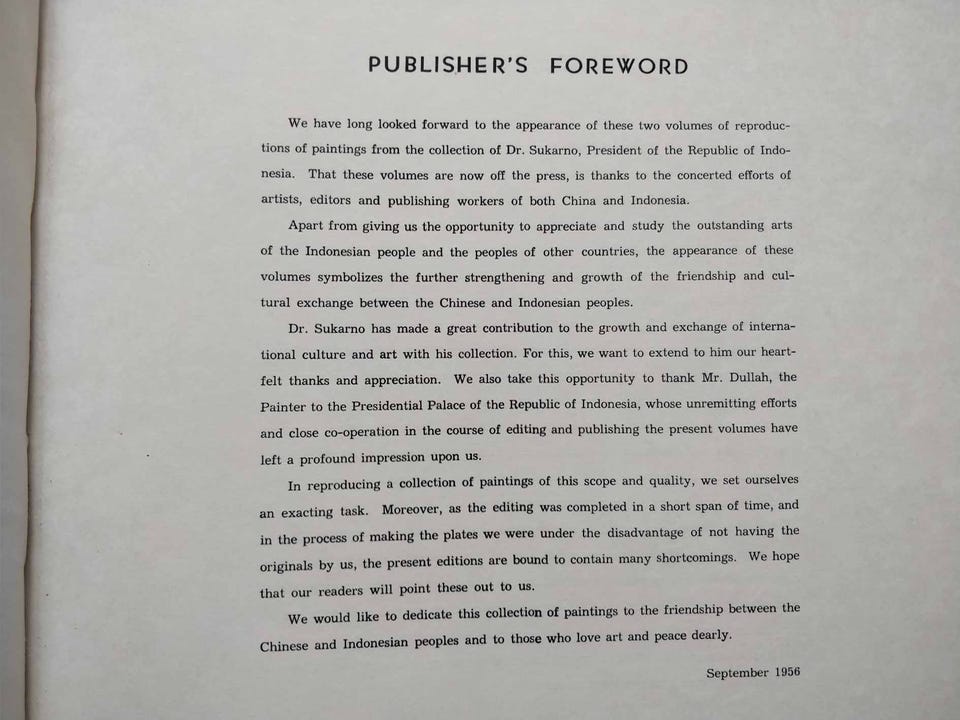 PUBLISHER'S FOREWORD
We have long looked forward to the appearance of these two volumes of reproduc-
tions of paintings from the collection of Dr. Sukarno, President of the Republic of Indo-
nesia. That these volumes are now off the press, is thanks to the concerted efforts of
artists, editors and publishing workers of both China and Indonesia.
Apart from giving us the opportunity to appreciate and study the outstanding arts
of the Indonesian people and the peoples of other countries, the appearance of these
volumes symbolizes the further strengthening and growth of the friendship and cul-
tural exchange between the Chinese and Indonesian peoples.
Dr. Sukarno has made a great contribution to the growth and exchange of interna-
tional culture and art with his collection. For this, we want to extend to him our heart-
felt thanks and appreciation. We also take this opportunity to thank Mr. Dullah, the
Painter to the Presidential Palace of the Republic of Indonesia, whose unremitting efforts
and close co-operation in the course of editing and publishing the present volumes have
left a profound impression upon us.
In reproducing a collection of paintings of this scope and quality, we set ourselves
an exacting task. Moreover, as the editing was completed in a short span of time, and
in the process of making the plates we were under the disadvantage of not having the
originals by us, the present editions are bound to contain many shortcomings. We hope
that our readers will point these out to us.
We would like to dedicate this collection of paintings to the friendship between the
Chinese and Indonesian peoples and to those who love art and peace dearly.
September 1956